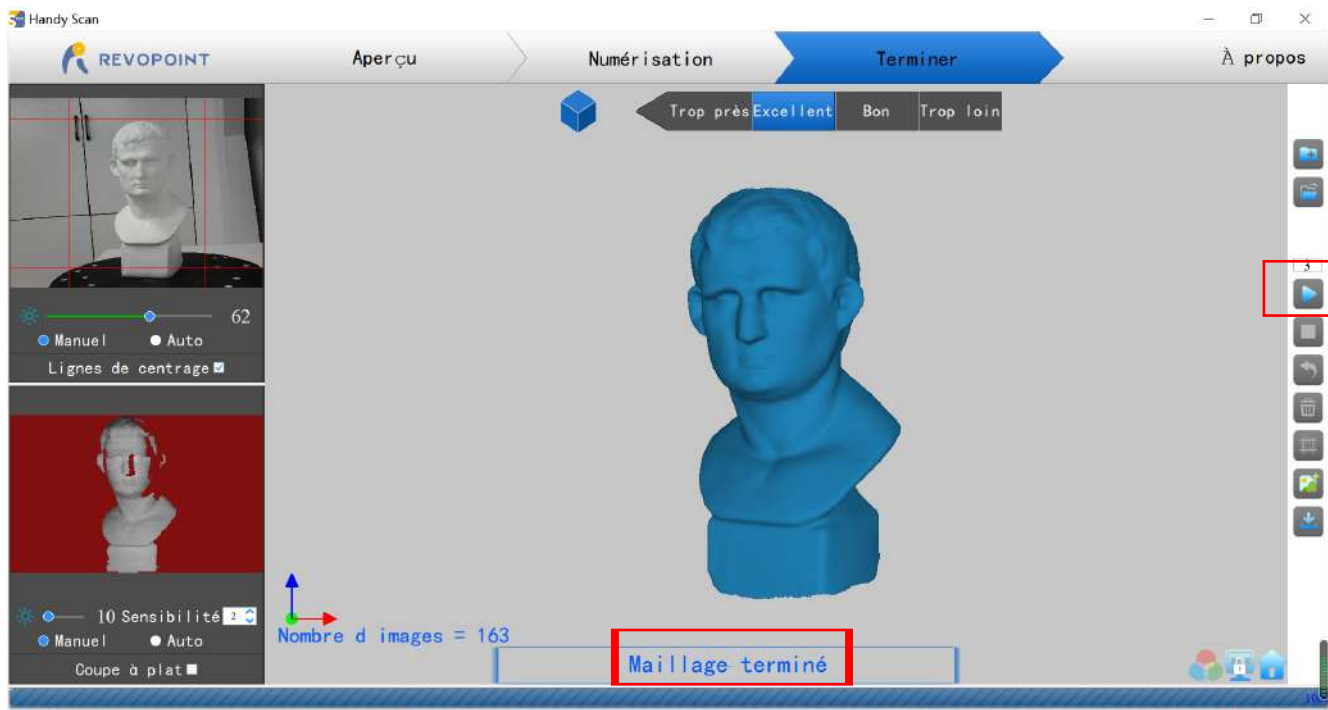 Handy Scan
REVOPOINT
Aperçu
Numérisation
Terminer
À propos
Trop près
Excellent
Bon
Trop loin
62
Manuel
Auto
Lignes de centrage
3
10 Sensibilité 2
Manuel
Auto
Coupe à plat
Nombre d images = 163
Maillage terminé